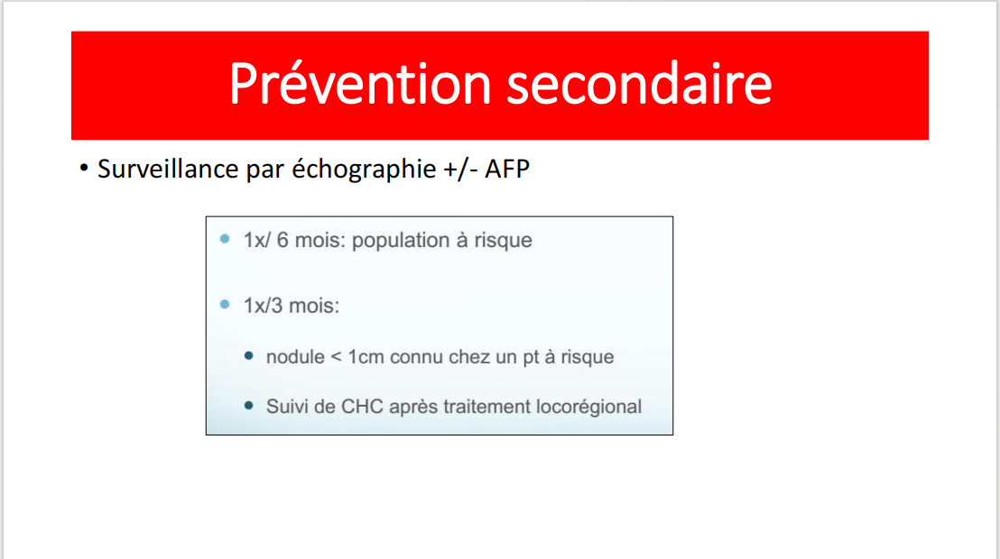 Prévention secondaire
• Surveillance par échographie +/- AFP
• 1x/ 6 mois: population à risque
• 1x/3 mois:
• nodule < 1cm connu chez un pt à risque
• Suivi de CHC après traitement locorégional